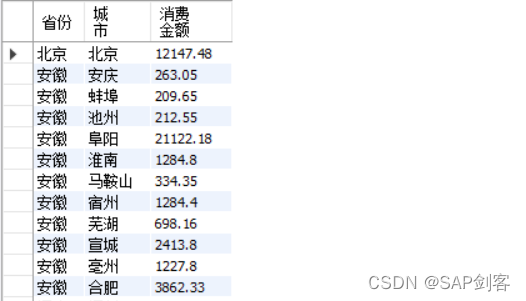 省份 城市 消费金额
北京 北京 12147.48
安徽 安庆 263.05
安徽 蚌埠 209.65
安徽 池州 212.55
安徽 阜阳 21122.18
安徽 淮南 1284.8
安徽 马鞍山 334.35
安徽 宿州 1284.4
安徽 芜湖 698.16
安徽 宣城 2413.8
安徽 亳州 1227.8
安徽 合肥 3862.33
CSDN @SAP剑客